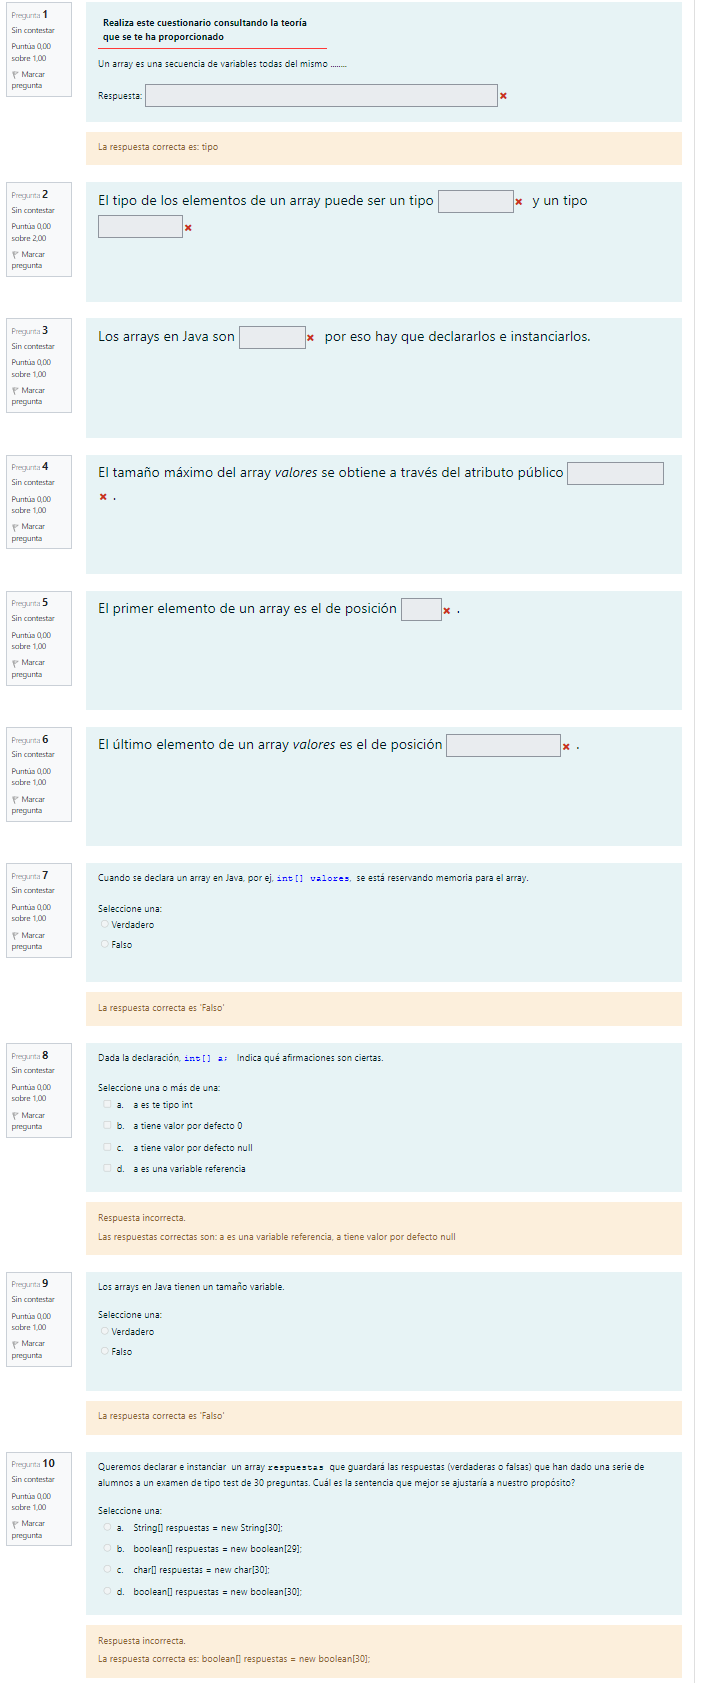 Pregunta 1
Sin contestar
Puntúa 0,00
sobre 1,00
Marcar
pregunta
Realiza este cuestionario consultando la teoría
que se te ha proporcionado
Un array es una secuencia de variables todas del mismo ........
Respuesta:
La respuesta correcta es: tipo
Pregunta 2
Sin contestar
Puntúa 0,00
sobre 2,00
Marcar
pregunta
El tipo de los elementos de un array puede ser un tipo y un tipo
Pregunta 3
Sin contestar
Puntúa 0,00
sobre 1,00
Marcar
pregunta
Los arrays en Java son por eso hay que declararlos e instanciarlos.
Pregunta 4
Sin contestar
Puntúa 0,00
sobre 1,00
Marcar
pregunta
El tamaño máximo del array valores se obtiene a través del atributo público
.
Pregunta 5
Sin contestar
Puntúa 0,00
sobre 1,00
Marcar
pregunta
El primer elemento de un array es el de posición .
Pregunta 6
Sin contestar
Puntúa 0,00
sobre 1,00
Marcar
pregunta
El último elemento de un array valores es el de posición .
Pregunta 7
Sin contestar
Puntúa 0,00
sobre 1,00
Marcar
pregunta
Cuando se declara un array en Java, por ej, int[] valores, se está reservando memoria para el array.
Seleccione una:
Verdadero
Falso
La respuesta correcta es 'Falso'
Pregunta 8
Sin contestar
Puntúa 0,00
sobre 1,00
Marcar
pregunta
Dada la declaración, int[] a; Indica qué afirmaciones son ciertas.
Seleccione una o más de una:
a. a es te tipo int
b. a tiene valor por defecto 0
c. a tiene valor por defecto null
d. a es una variable referencia
Respuesta incorrecta.
Las respuestas correctas son: a es una variable referencia, a tiene valor por defecto null
Pregunta 9
Sin contestar
Puntúa 0,00
sobre 1,00
Marcar
pregunta
Los arrays en Java tienen un tamaño variable.
Seleccione una:
Verdadero
Falso
La respuesta correcta es 'Falso'
Pregunta 10
Sin contestar
Puntúa 0,00
sobre 1,00
Marcar
pregunta
Queremos declarar e instanciar un array respuestas que guardará las respuestas (verdaderas o falsas) que han dado una serie de
alumnos a un examen de tipo test de 30 preguntas. Cuál es la sentencia que mejor se ajustaría a nuestro propósito?
Seleccione una:
a. String[] respuestas = new String[30];
b. boolean[] respuestas = new boolean[29];
c. char[] respuestas = new char[30];
d. boolean[] respuestas = new boolean[30];
Respuesta incorrecta.
La respuesta correcta es: boolean[] respuestas = new boolean[30];